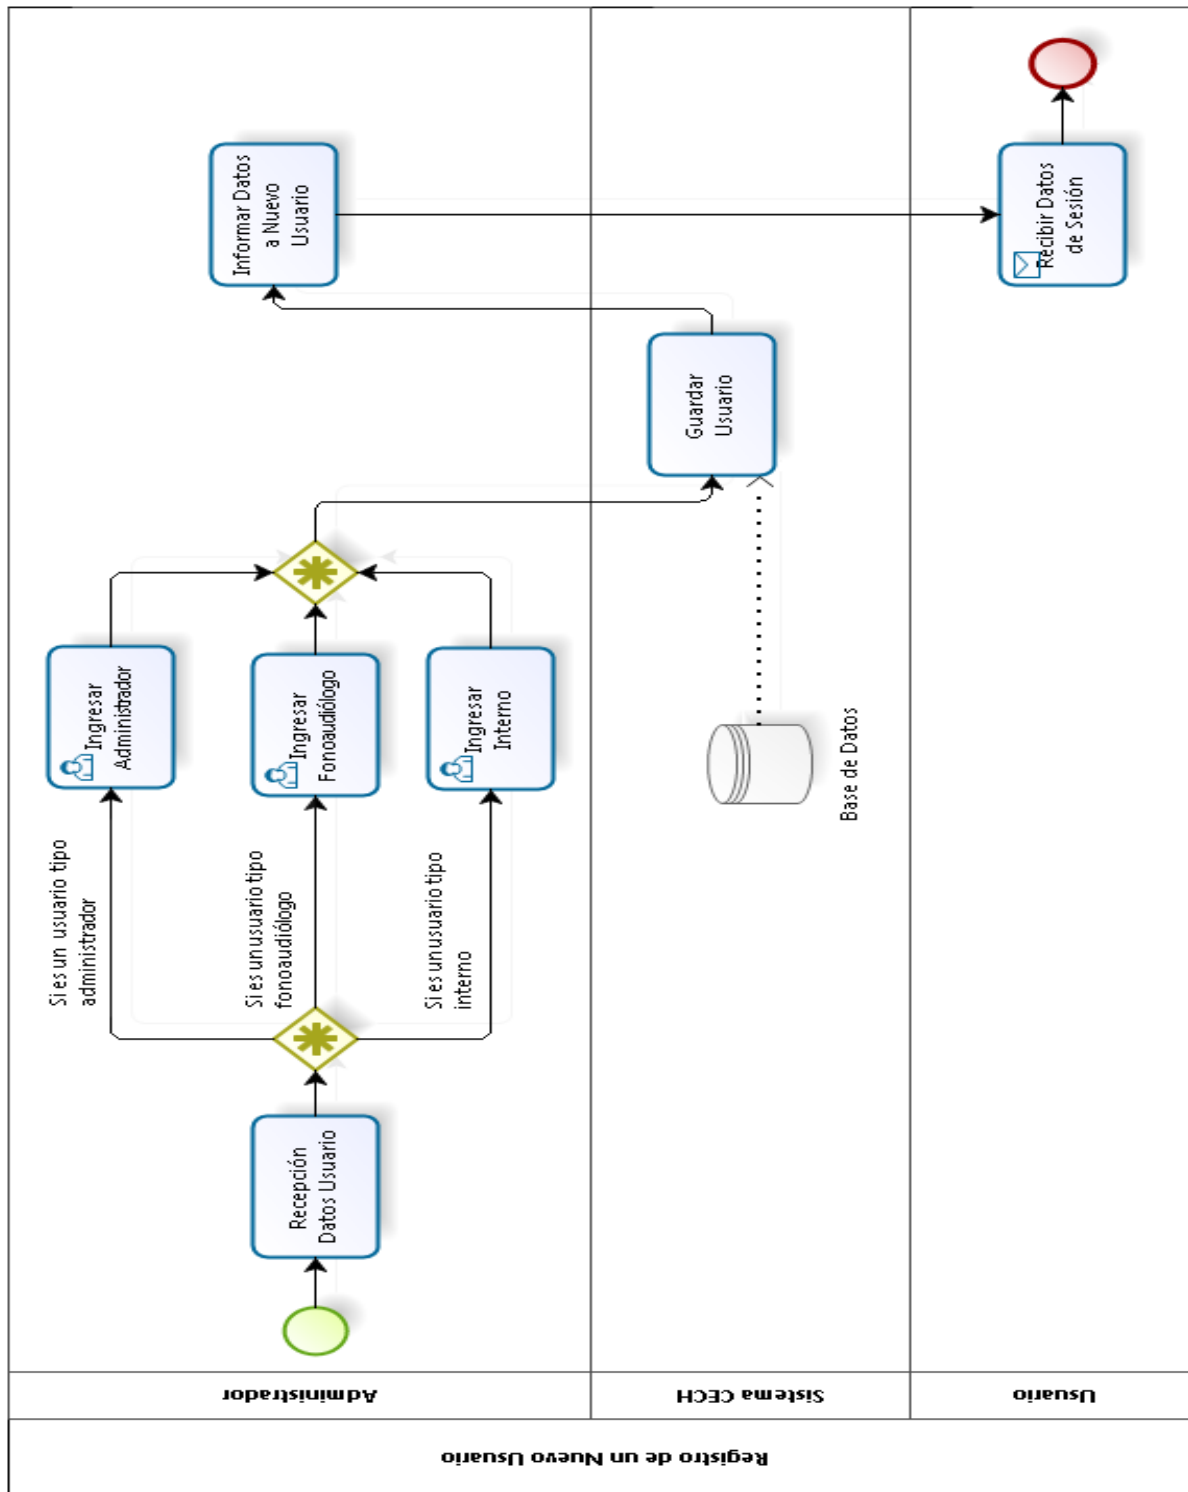 Registro de un Nuevo Usuario
Administrador
Recepción
Datos Usuario
Si es un usuario tipo
administrador
Si es un usuario tipo
fonoaudiólogo
Si es un usuario tipo
interno
Ingresar
Administrador
Ingresar
Fonoaudiólogo
Ingresar
Interno
Informar Datos
a Nuevo
Usuario
Sistema CECH
Base de Datos
Guardar
Usuario
Usuario
Recibir Datos
de Sesión